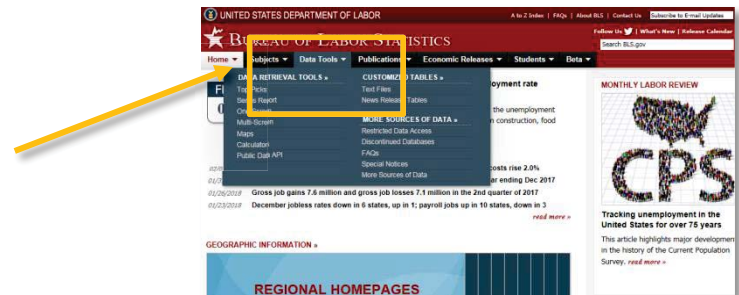 UNITED STATES DEPARTMENT OF LABOR
A to Z Index | FAQs | About BLS | Contact Us Subscribe to E-mail Updates
Follow Us | What's New | Release Calendar
BUREAU OF LABOR STATISTICS
Search BLS.gov
Home Subjects Data Tools Publications Economic Releases Students Beta
DATA RETRIEVAL TOOLS »
Top Picks
Series Report
One-Screen
Multi-Screen
Maps
Calculators
Public Data API
CUSTOMIZED TABLES »
Text Files
News Release Tables
MORE SOURCES OF DATA »
Restricted Data Access
Discontinued Databases
FAQs
Special Notices
More Sources of Data
loyment rate
the unemployment
n construction, food
costs rise 2.0%
ar ending Dec 2017
01/26/2018 Gross job gains 7.6 million and gross job losses 7.1 million in the 2nd quarter of 2017
01/23/2018 December jobless rates down in 6 states, up in 1; payroll jobs up in 10 states, down in 3
read more »
GEOGRAPHIC INFORMATION »
REGIONAL HOMEPAGES
MONTHLY LABOR REVIEW
CPS
Tracking unemployment in the
United States for over 75 years
This article highlights major developmen
in the history of the Current Population
Survey. read more »